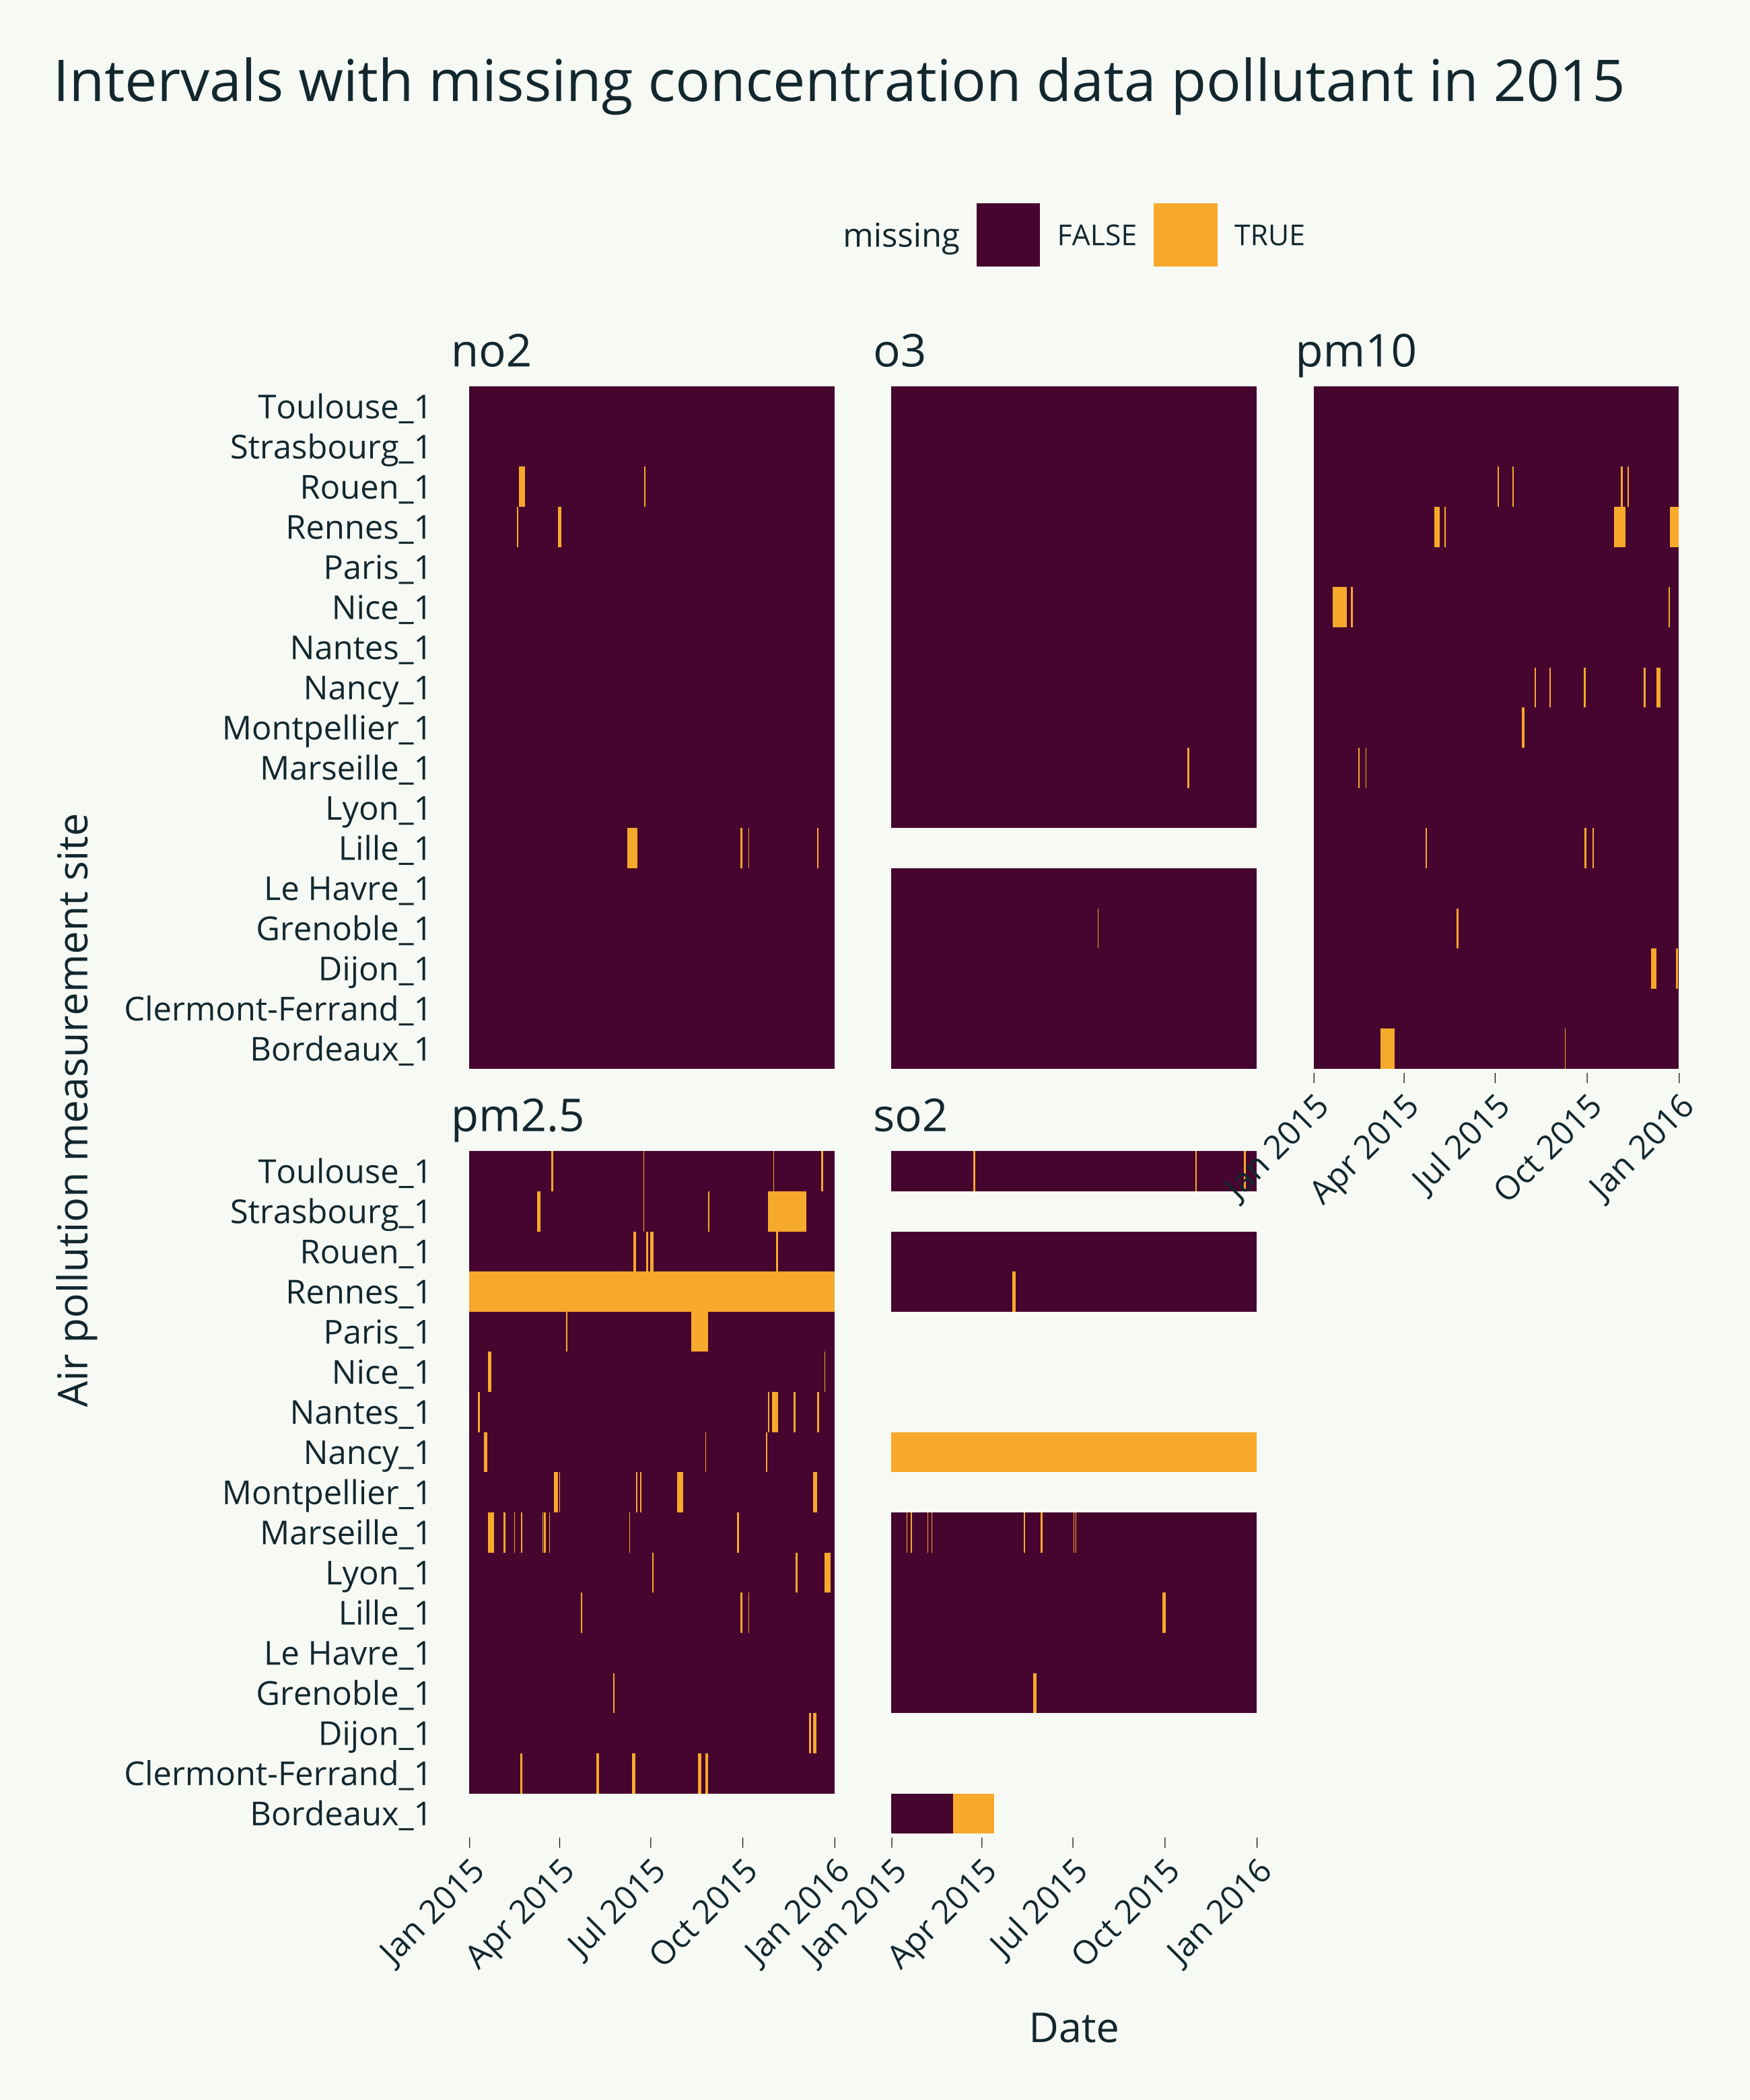 Intervals with missing concentration data pollutant in 2015
missing FALSE TRUE
no2 o3 pm10
Toulouse_1
Strasbourg_1
Rouen_1
Rennes_1
Paris_1
Nice_1
Nantes_1
Nancy_1
Montpellier_1
Marseille_1
Lyon_1
Lille_1
Le Havre_1
Grenoble_1
Dijon_1
Clermont-Ferrand_1
Bordeaux_1
Jan 2015 Apr 2015 Jul 2015 Oct 2015 Jan 2016
pm2.5 so2
Toulouse_1
Strasbourg_1
Rouen_1
Rennes_1
Paris_1
Nice_1
Nantes_1
Nancy_1
Montpellier_1
Marseille_1
Lyon_1
Lille_1
Le Havre_1
Grenoble_1
Dijon_1
Clermont-Ferrand_1
Bordeaux_1
Jan 2015 Apr 2015 Jul 2015 Oct 2015 Jan 2016 Jan 2015 Apr 2015 Jul 2015 Oct 2015 Jan 2016
Date
Air pollution measurement site